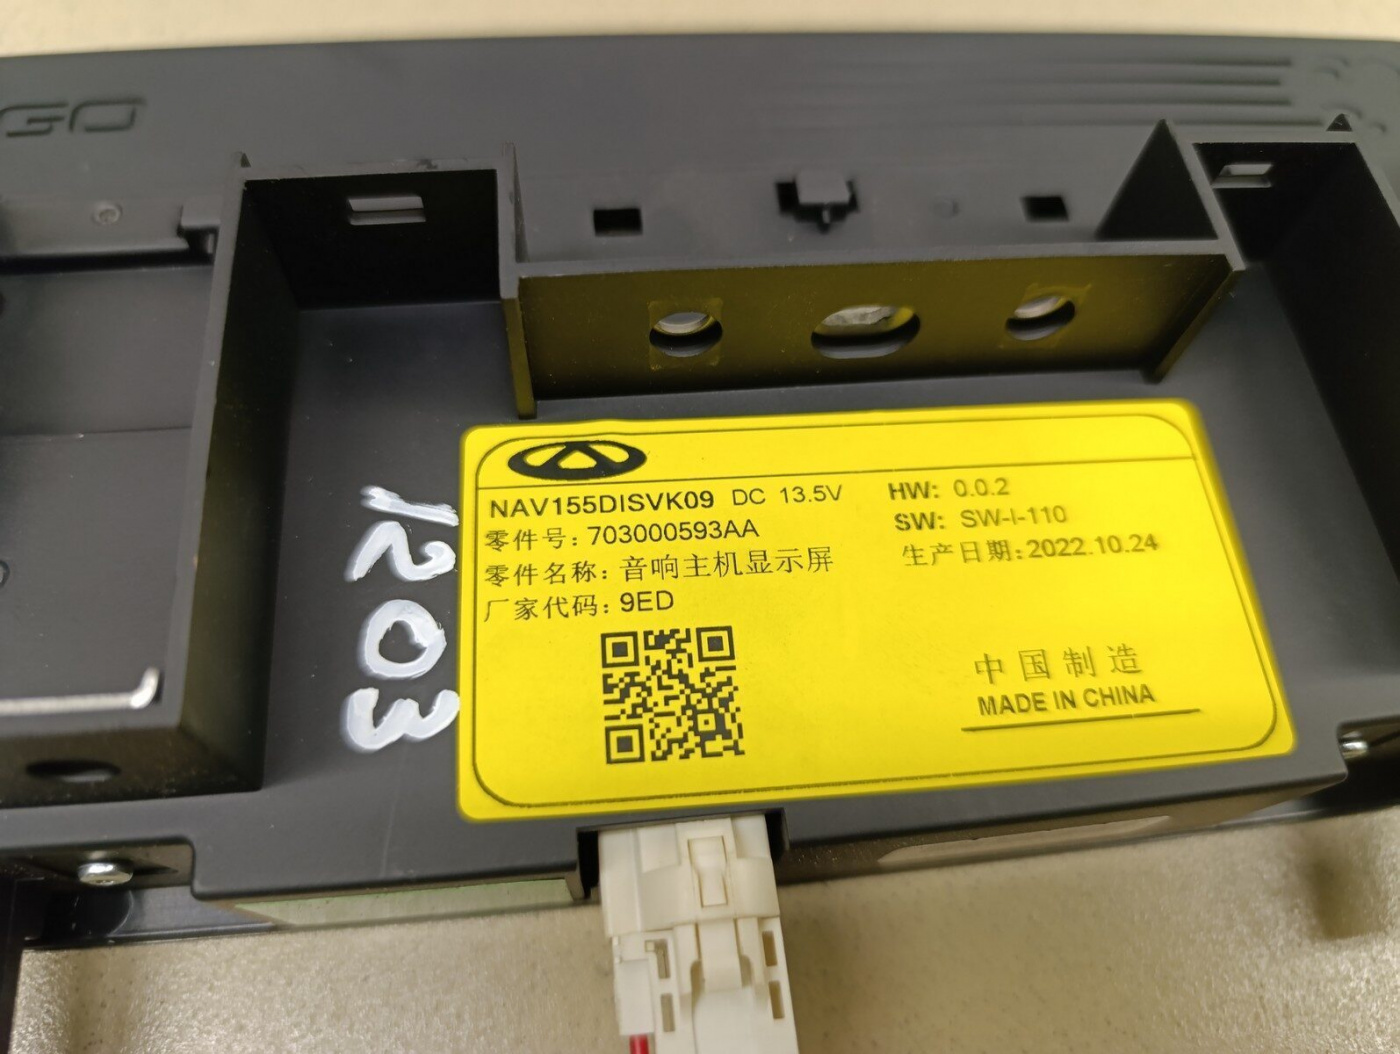 GO
NAV155DISVK09 DC 13.5V
零件号:703000593AA
零件名称:音响主机显示屏
厂家代码:9ED
HW: 0.0.2
SW: SW-I-110
生产日期:2022.10.24
中国制造
MADE IN CHINA
1203